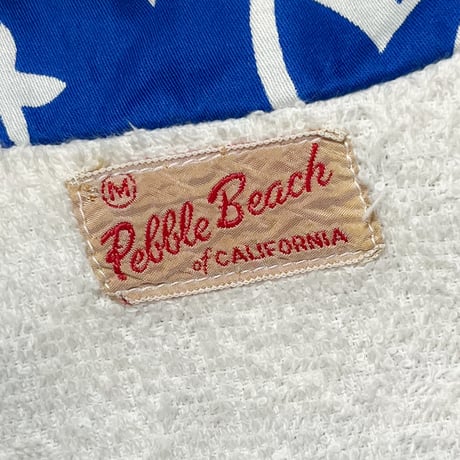 M
Pebble Beach
of CALIFORNIA